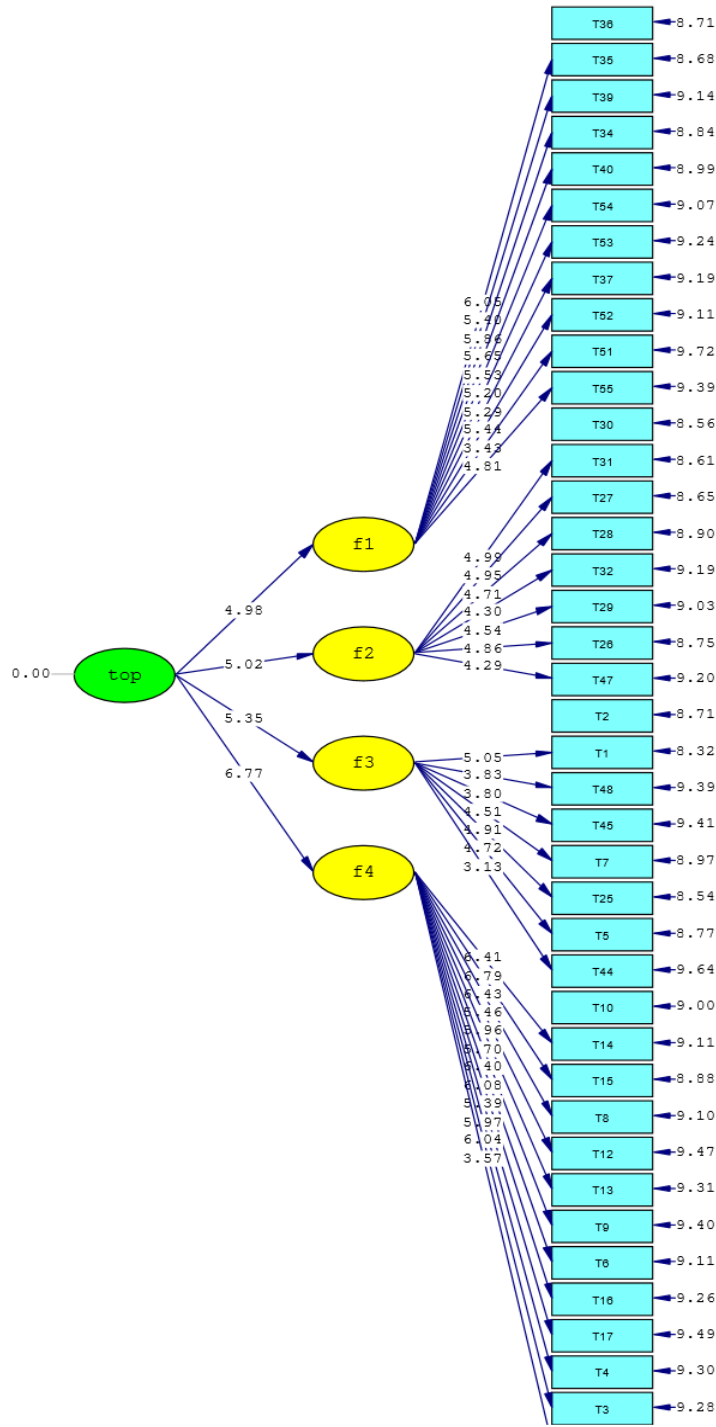 T36 8.71
T35 8.68
T39 9.14
T34 8.84
T40 8.99
T54 9.07
T53 9.24
T37 9.19
T52 9.11
T51 9.72
T55 9.39
T30 8.56
T31 8.61
T27 8.65
T28 8.90
T32 9.19
T29 9.03
T26 8.75
T47 9.20
T2 8.71
T1 8.32
T48 9.39
T45 9.41
T7 8.97
T25 8.54
T5 8.77
T44 9.64
T10 9.00
T14 9.11
T15 8.88
T8 9.10
T12 9.47
T13 9.31
T9 9.40
T6 9.11
T16 9.26
T17 9.49
T4 9.30
T3 9.28
6.05
5.40
5.86
5.65
5.53
5.20
5.29
5.44
3.43
4.81
f1
4.99
4.95
4.71
4.30
4.54
4.86
4.29
4.98
f2
5.02
0.00
top
5.35
f3
5.05
3.83
3.80
4.51
4.91
4.72
3.13
6.77
f4
6.41
6.79
6.43
5.46
5.96
5.70
6.40
6.08
5.39
5.97
6.04
3.57